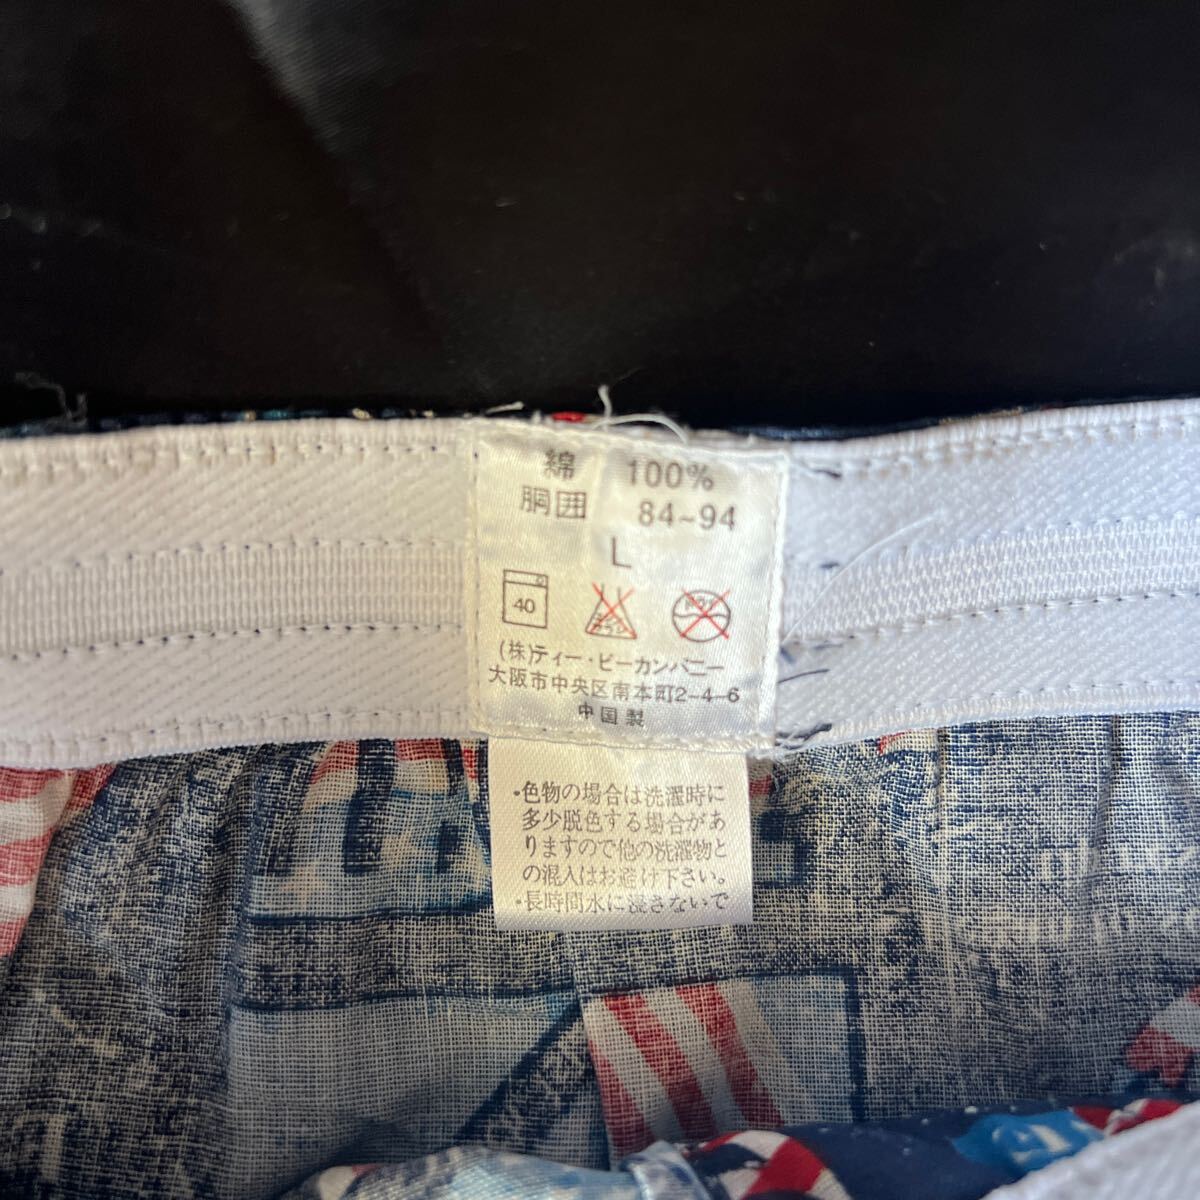 綿 100%
胴囲 84~94
L
40
(株)ティー・ビーカンパニー
大阪市中央区南本町2-4-6
中国製
・色物の場合は洗濯時に
多少脱色する場合があ
りますので他の洗濯物と
の混入はお避け下さい。
・長時間水に浸さないで